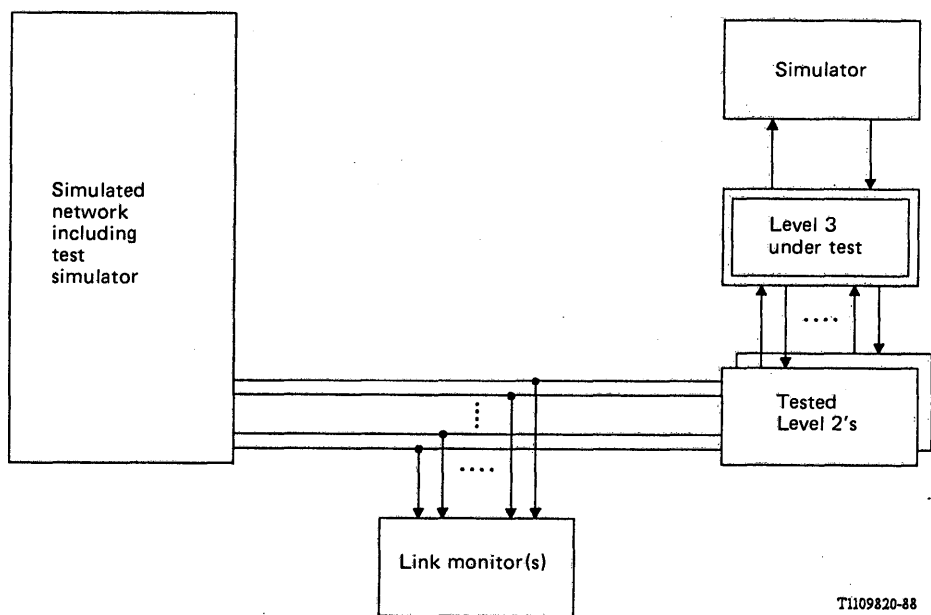 Simulated
network
including
test
simulator
Simulator
Level 3
under test
....
Tested
Level 2's
....
....
Link monitor(s)
T1109820-88